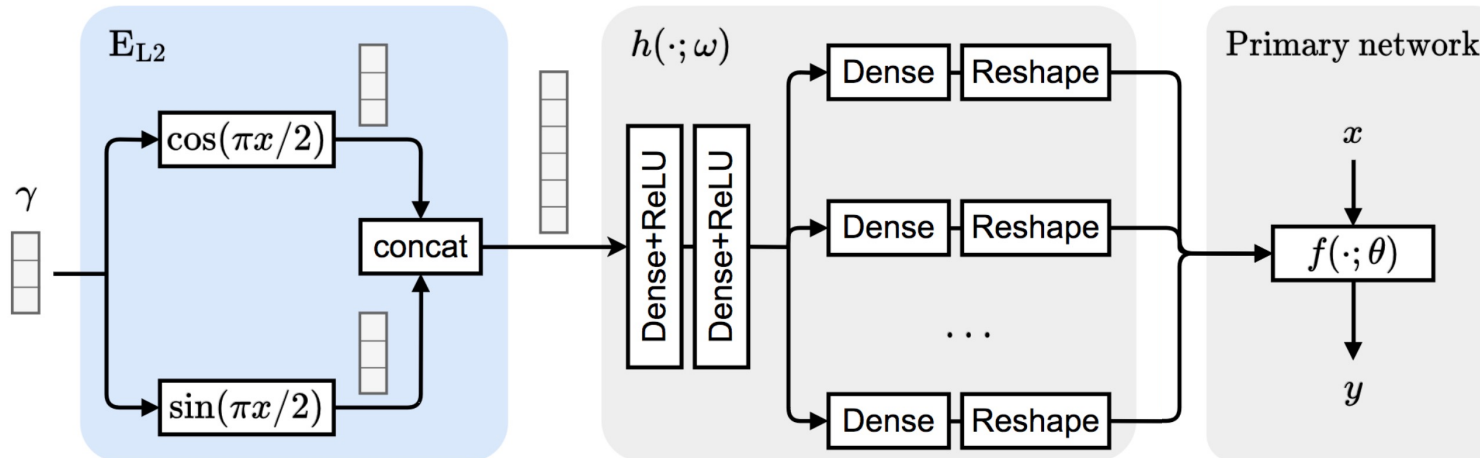 E_L2
γ
cos(πx/2)
sin(πx/2)
concat
h(·; ω)
Dense+ReLU
Dense+ReLU
Dense
Reshape
Dense
Reshape
...
Dense
Reshape
Primary network
x
f(·; θ)
y